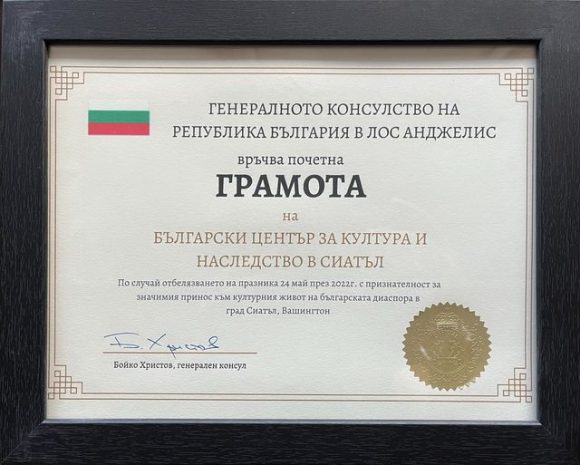 ГЕНЕРАЛНОТО КОНСУЛСТВО НА
РЕПУБЛИКА БЪЛГАРИЯ В ЛОС АНДЖЕЛИС
връчва почетна
ГРАМОТА
на
БЪЛГАРСКИ ЦЕНТЪР ЗА КУЛТУРА И
НАСЛЕДСТВО В СИАТЪЛ
По случай отбелязването на празника 24 май през 2022г. с признателност за
значимия принос към културния живот на българската диаспора в
град Сиатъл, Вашингтон
Б. Христов
Бойко Христов, генерален консул